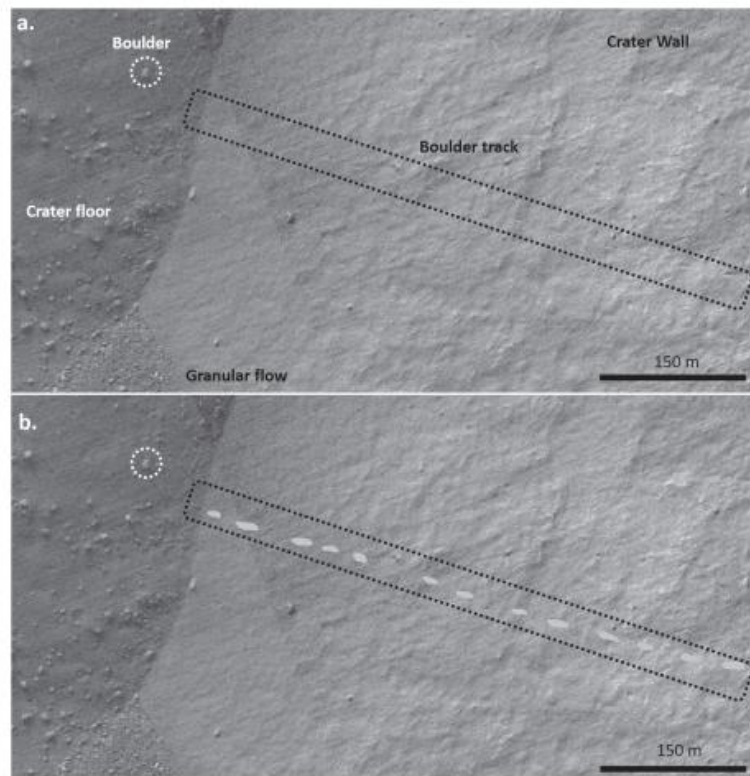 a.
Boulder
Crater Wall
Boulder track
Crater floor
150 m
Granular flow
b.
150 m